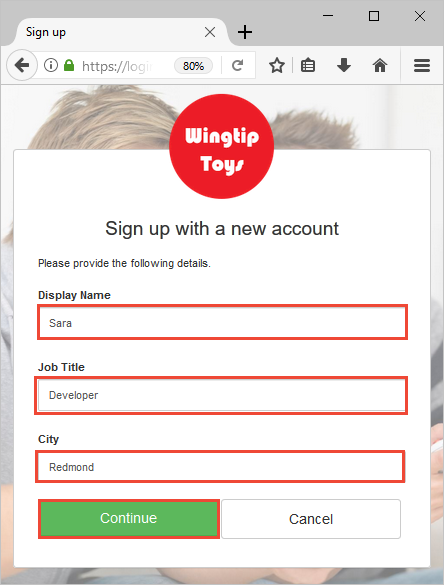 Sign up
https://login
80%
Wingtip
Toys
Sign up with a new account
Please provide the following details.
Display Name
Sara
Job Title
Developer
City
Redmond
Continue
Cancel